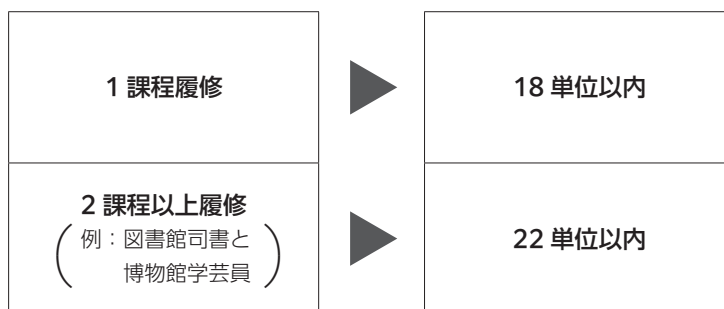 1 課程履修
18 単位以内
2 課程以上履修
(例：図書館司書と
博物館学芸員)
22 単位以内